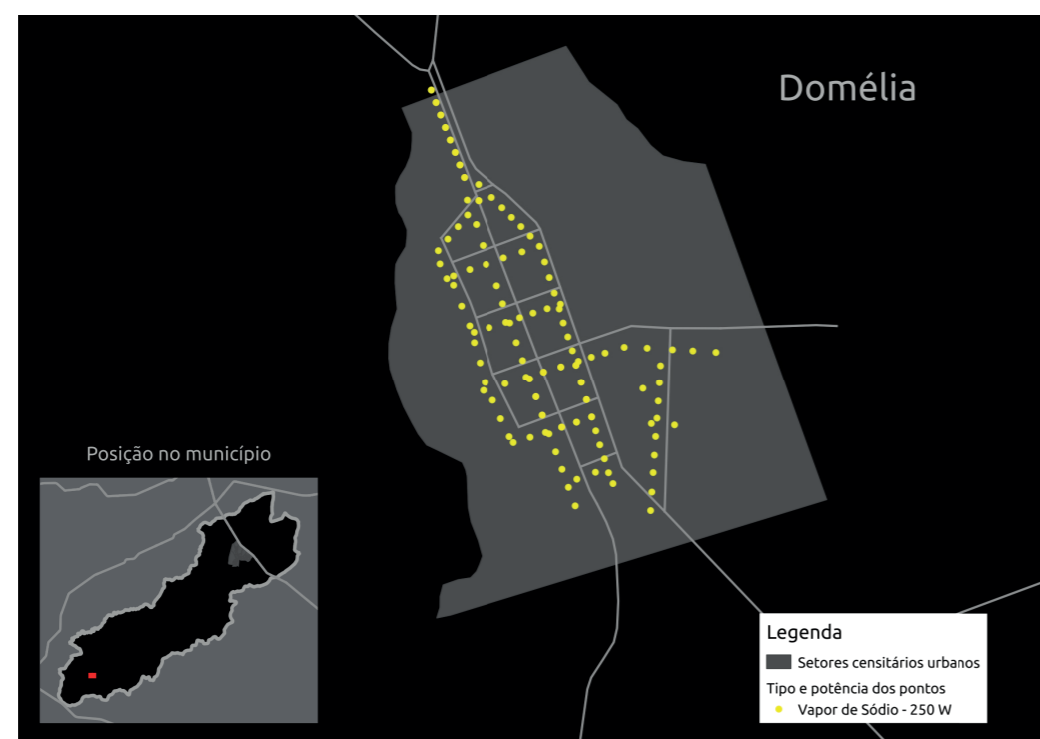 Domélia
Posição no município
Legenda
Setores censitários urbanos
Tipo e potência dos pontos
Vapor de Sódio - 250 W